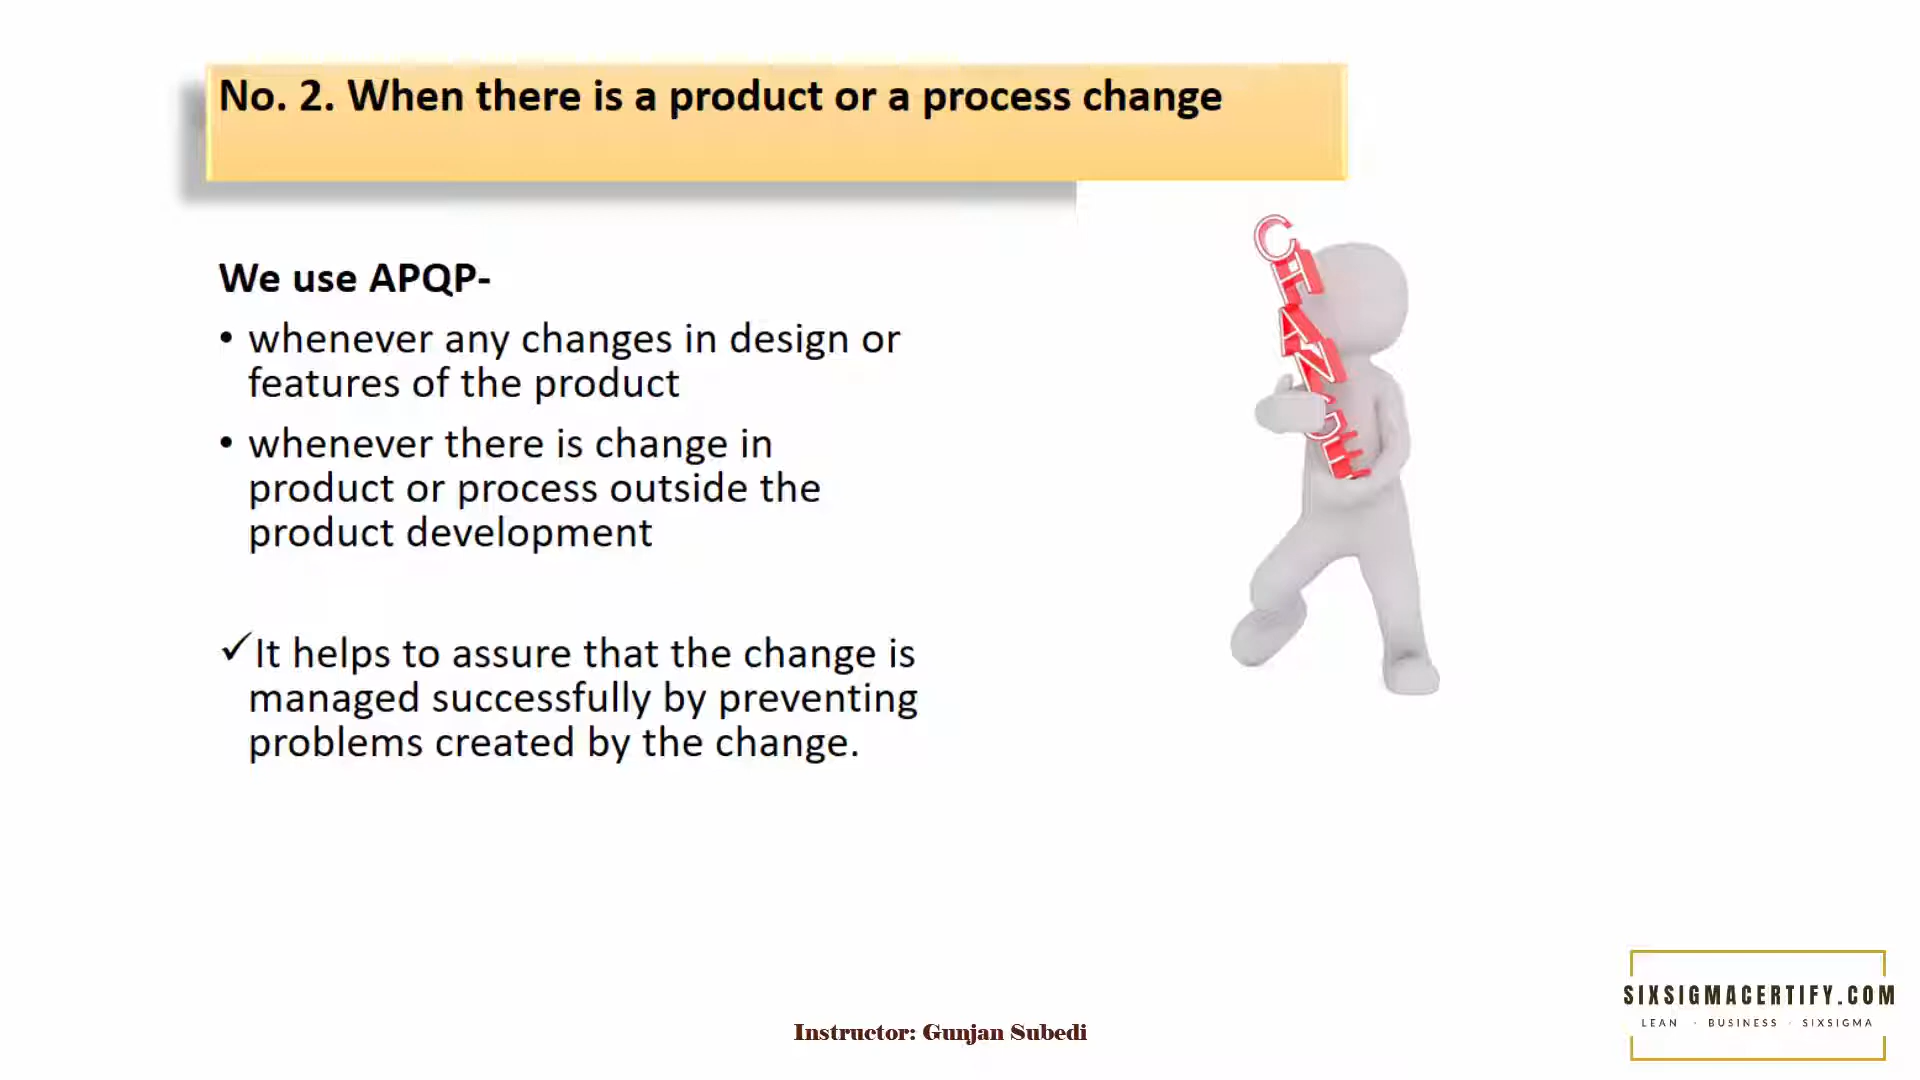 No. 2. When there is a product or a process change
We use APQP-
• whenever any changes in design or
features of the product
• whenever there is change in
product or process outside the
product development
✓It helps to assure that the change is
managed successfully by preventing
problems created by the change.
CHANGE
Instructor: Gunjan Subedi
SIXSIGMACERTIFY.COM
LEAN · BUSINESS · SIXSIGMA